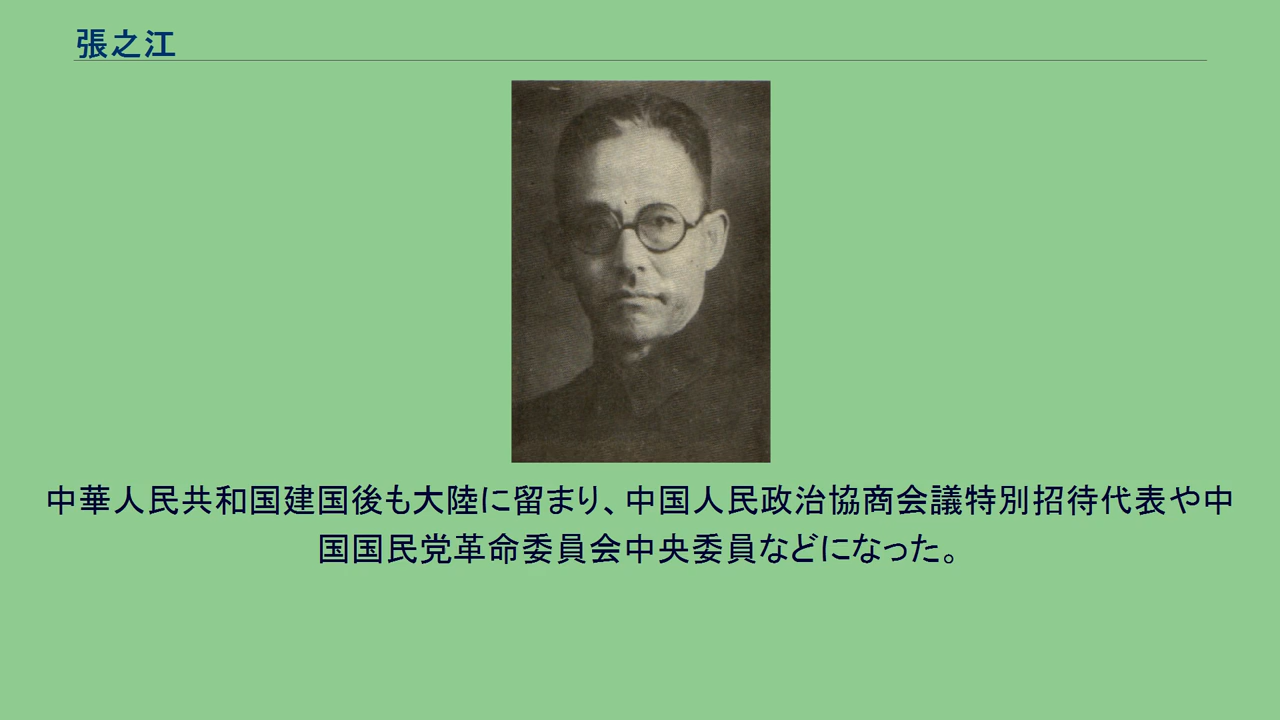 張之江
中華人民共和国建国後も大陸に留まり、中国人民政治協商会議特別招待代表や中
国国民党革命委員会中央委員などになった。